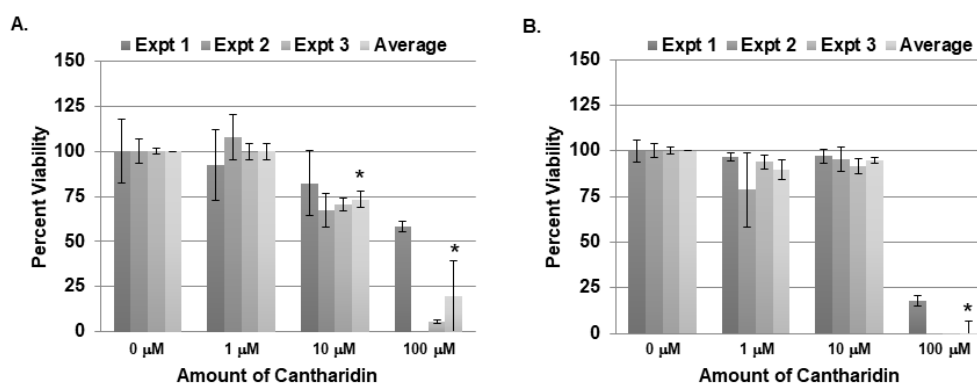 A.
Expt 1 Expt 2 Expt 3 Average
150
125
100
75
50
25
0
Percent Viability
*
*
0 μM 1 μM 10 μM 100 μM
Amount of Cantharidin
B.
Expt 1 Expt 2 Expt 3 Average
150
125
100
75
50
25
0
Percent Viability
*
0 μM 1 μM 10 μM 100 μM
Amount of Cantharidin